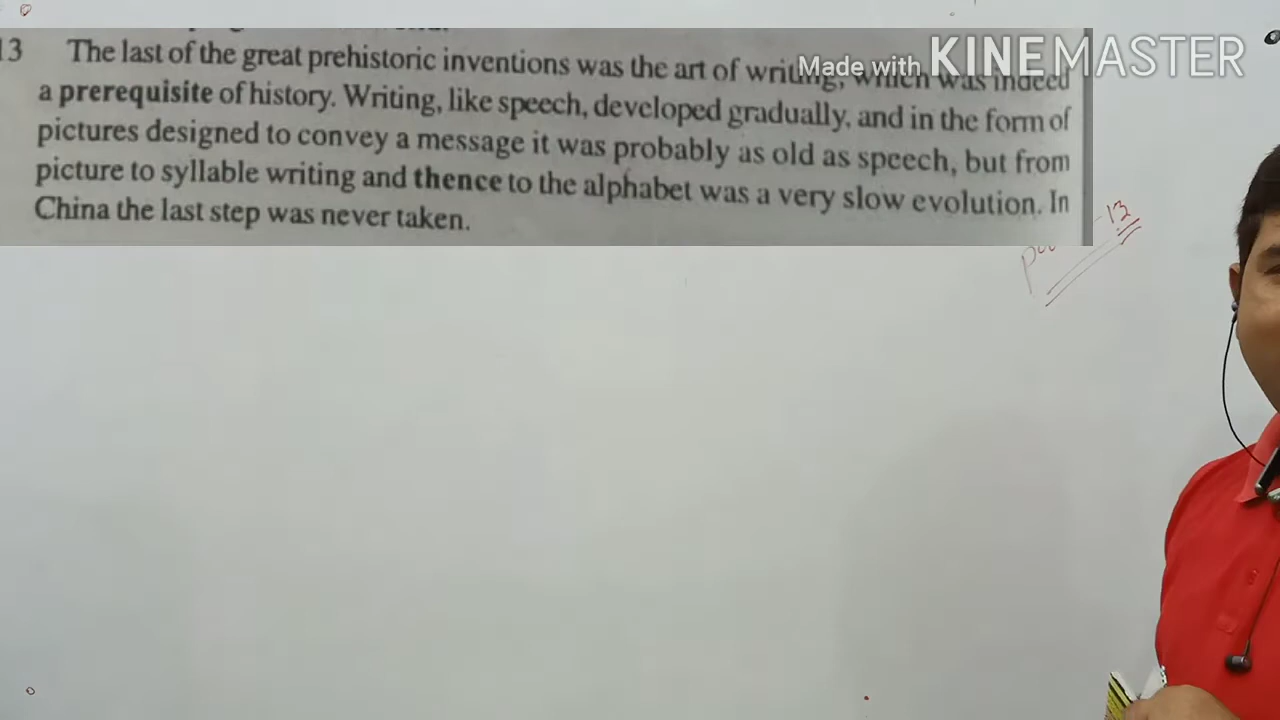 Made with KINEMASTER
13 The last of the great prehistoric inventions was the art of writing, which was indeed
a prerequisite of history. Writing, like speech, developed gradually, and in the form of
pictures designed to convey a message it was probably as old as speech, but from
picture to syllable writing and thence to the alphabet was a very slow evolution. In
China the last step was never taken.
13